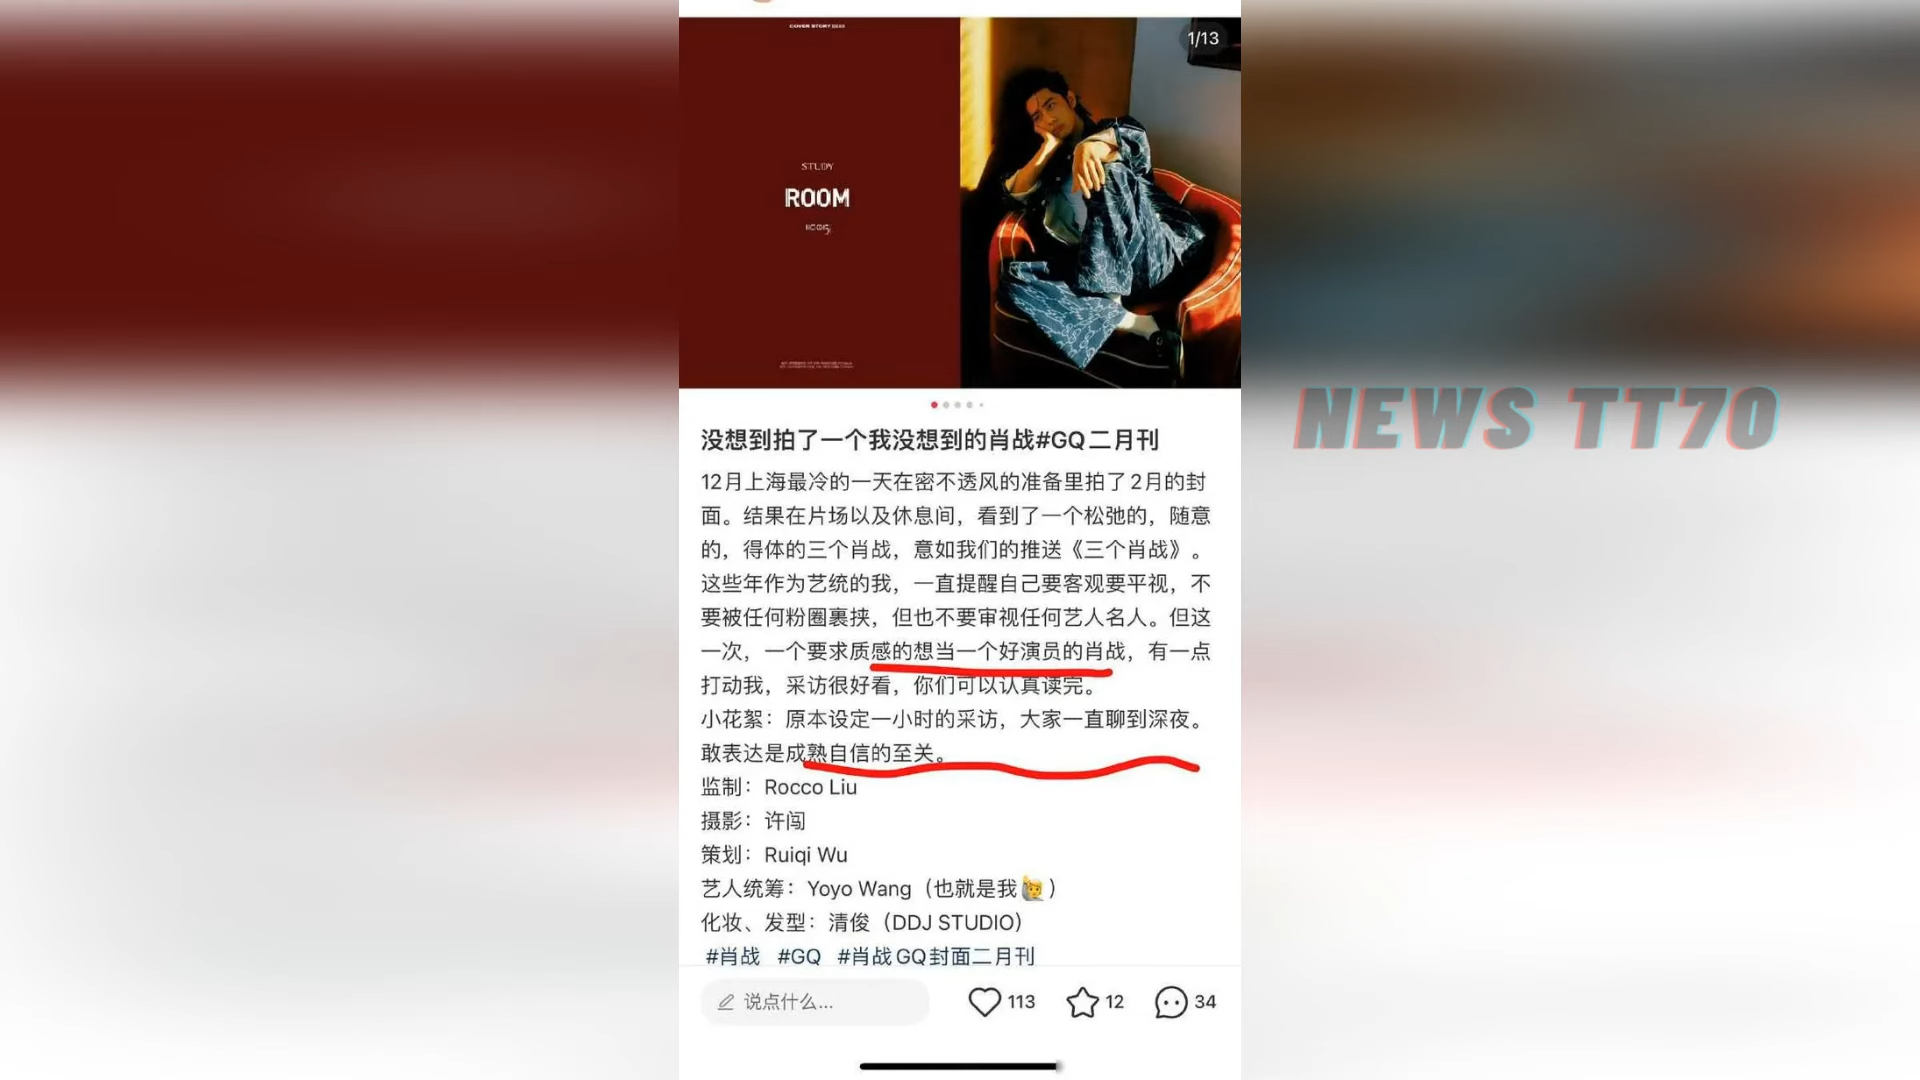 COVER STORY
1/13
STUDY
ROOM
NEWS TT70
没想到拍了一个我没想到的肖战#GQ二月刊
12月上海最冷的一天在密不透风的准备里拍了2月的封
面。结果在片场以及休息间，看到了一个松弛的，随意
的，得体的三个肖战，意如我们的推送《三个肖战》。
这些年作为艺统的我，一直提醒自己要客观要平视，不
要被任何粉圈裹挟，但也不要审视任何艺人名人。但这
一次，一个要求质感的想当一个好演员的肖战，有一点
打动我，采访很好看，你们可以认真读完。
小花絮：原本设定一小时的采访，大家一直聊到深夜。
敢表达是成熟自信的至关。
监制：Rocco Liu
摄影：许闯
策划：Ruiqi Wu
艺人统筹：Yoyo Wang（也就是我🙋）
化妆、发型：清俊（DDJ STUDIO）
#肖战 #GQ #肖战GQ封面二月刊
说点什么... 113 12 34